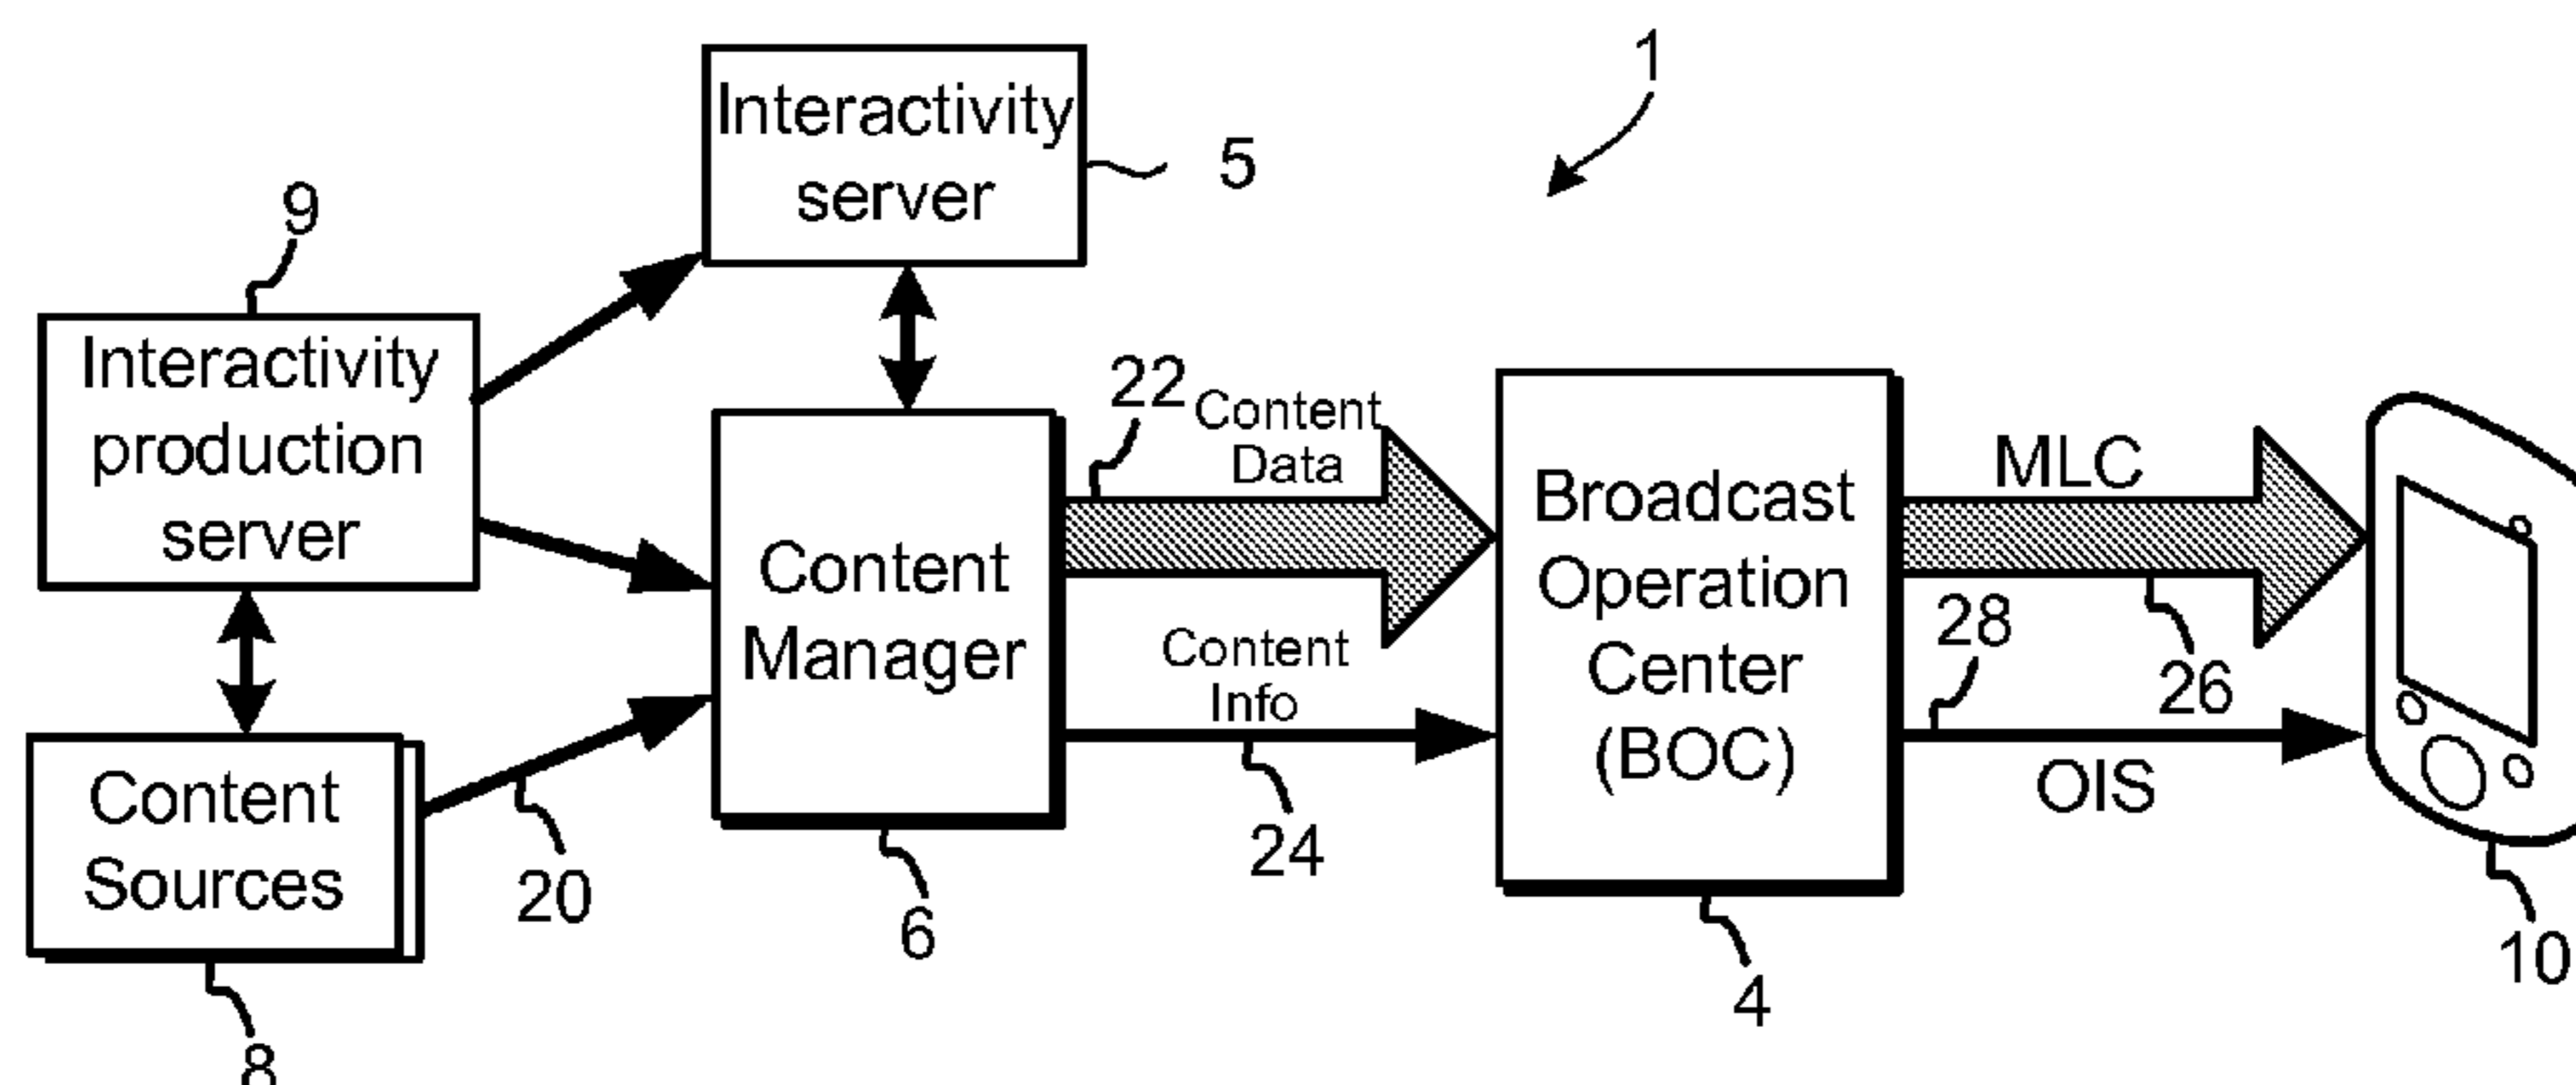 1
Interactivity
server
5
9
Interactivity
production
server
22
Content
Data
Content
Manager
Content
Info
Broadcast
Operation
Center
(BOC)
MLC
28
26
OIS
Content
Sources
20
24
6
4
10
8